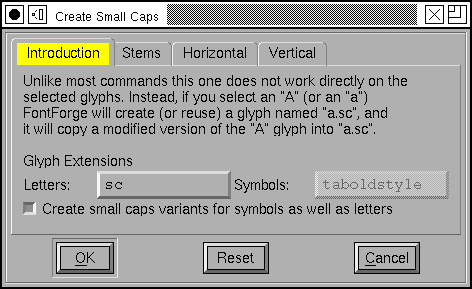 Create Small Caps
Introduction Stems Horizontal Vertical
Unlike most commands this one does not work directly on the
selected glyphs. Instead, if you select an "A" (or an "a")
FontForge will create (or reuse) a glyph named "a.sc", and
it will copy a modified version of the "A" glyph into "a.sc".
Glyph Extensions
Letters: sc Symbols: taboldstyle
Create small caps variants for symbols as well as letters
OK Reset Cancel